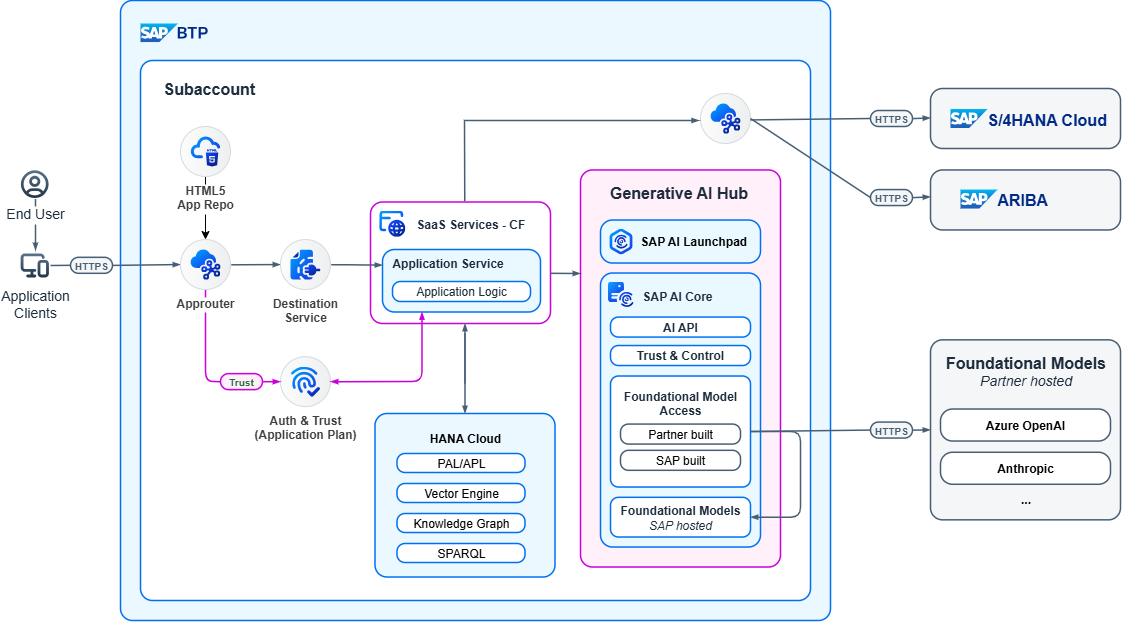 SAP BTP
Subaccount
HTML
5
HTML5
App Repo
End User
HTTPS
Application
Clients
Approuter
Destination
Service
Trust
Auth & Trust
(Application Plan)
SaaS Services - CF
Application Service
Application Logic
HANA Cloud
PAL/APL
Vector Engine
Knowledge Graph
SPARQL
Generative AI Hub
SAP AI Launchpad
SAP AI Core
AI API
Trust & Control
Foundational Model
Access
Partner built
SAP built
Foundational Models
SAP hosted
HTTPS
SAP S/4HANA Cloud
HTTPS
SAP ARIBA
HTTPS
Foundational Models
Partner hosted
Azure OpenAI
Anthropic
...